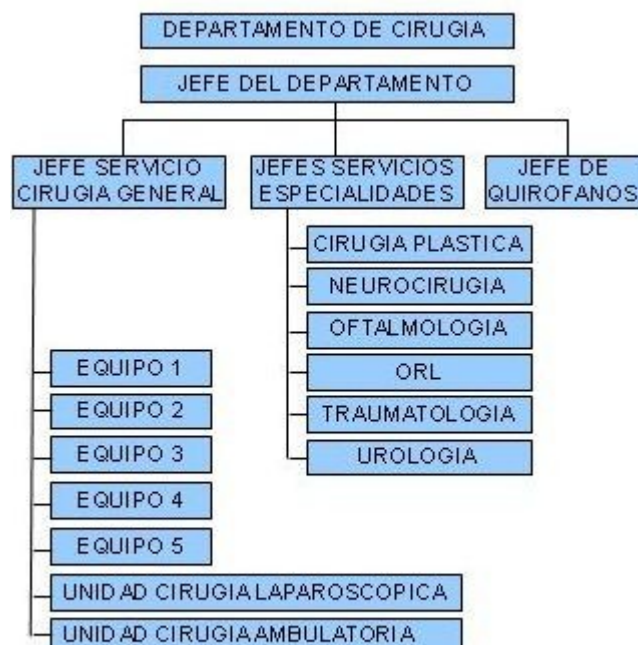 DEPARTAMENTO DE CIRUGIA
JEFE DEL DEPARTAMENTO
JEFE SERVICIO
CIRUGIA GENERAL
JEFES SERVICIOS
ESPECIALIDADES
JEFE DE
QUIROFANOS
CIRUGIA PLASTICA
NEUROCIRUGIA
OFTALMOLOGIA
ORL
TRAUMATOLOGIA
UROLOGIA
EQUIPO 1
EQUIPO 2
EQUIPO 3
EQUIPO 4
EQUIPO 5
UNIDAD CIRUGIA LAPAROSCOPICA
UNIDAD CIRUGIA AMBULATORIA